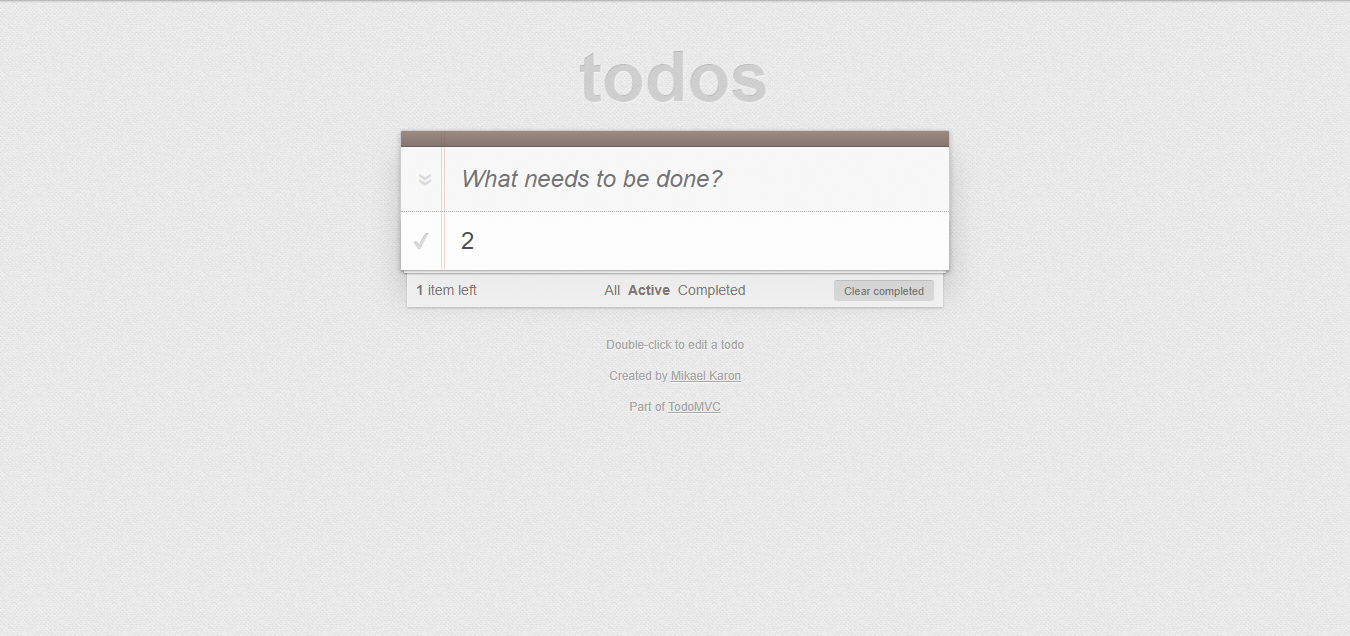 todos
What needs to be done?
2
1 item left All Active Completed Clear completed
Double-click to edit a todo
Created by Mikael Karon
Part of TodoMVC